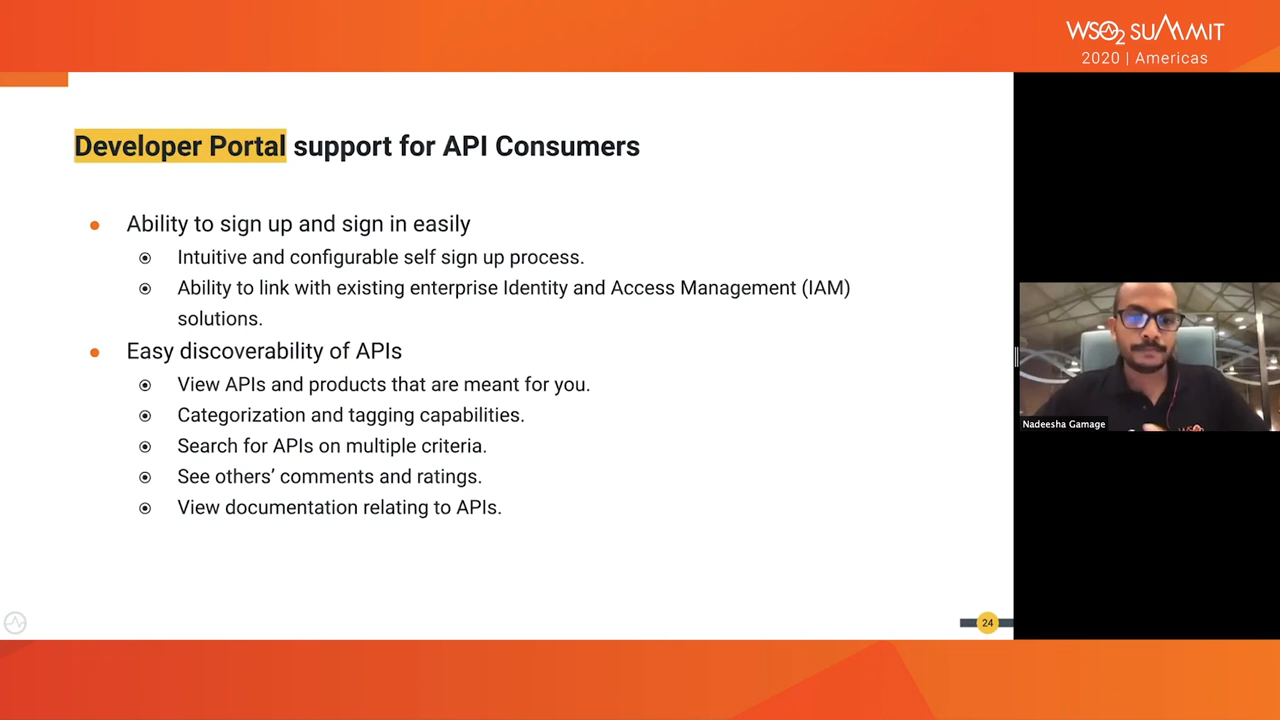 WSO2 SUMMIT
2020 | Americas
Developer Portal support for API Consumers
Ability to sign up and sign in easily
Intuitive and configurable self sign up process.
Ability to link with existing enterprise Identity and Access Management (IAM)
solutions.
Easy discoverability of APIs
View APIs and products that are meant for you.
Categorization and tagging capabilities.
Search for APIs on multiple criteria.
See others’ comments and ratings.
View documentation relating to APIs.
24
Nadeesha Gamage